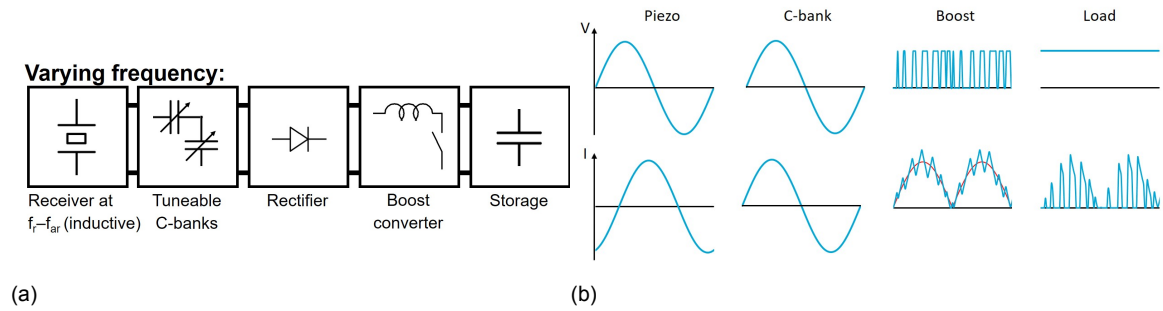 Varying frequency:
Receiver at
fr–far (inductive)
Tuneable
C-banks
Rectifier
Boost
converter
Storage
(a)
Piezo
C-bank
Boost
Load
V
I
(b)